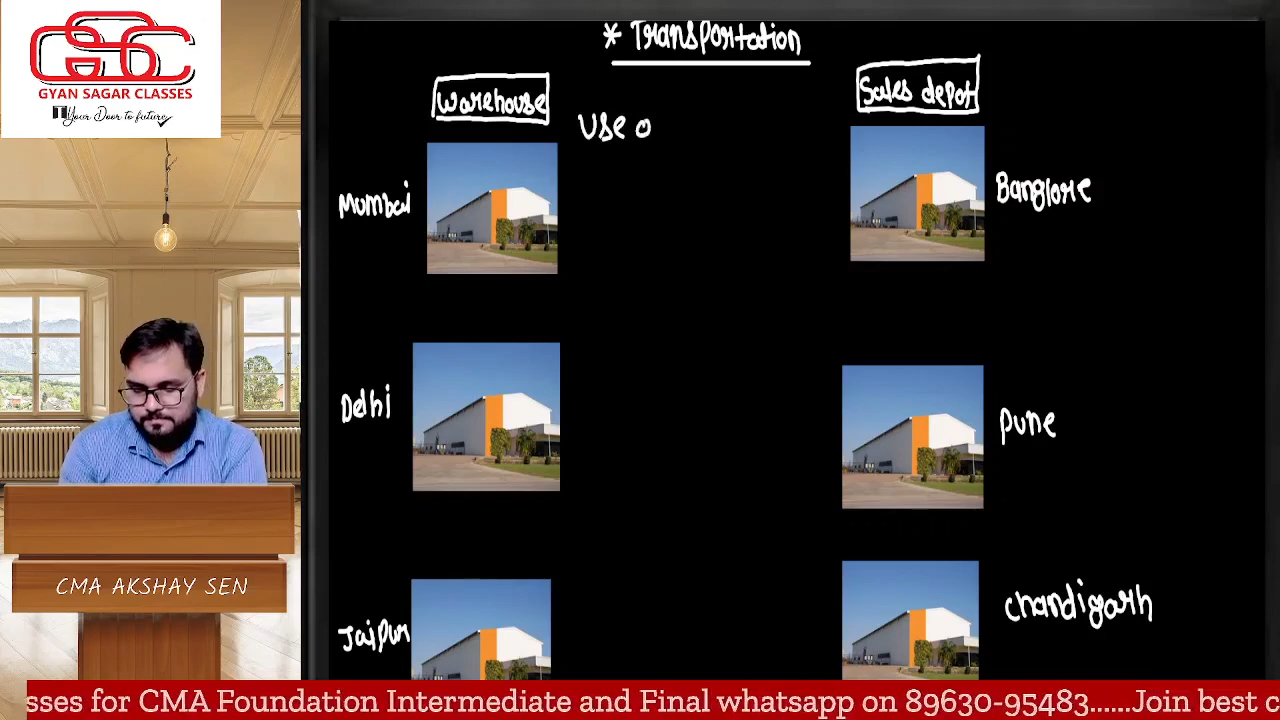 GSC
GYAN SAGAR CLASSES
Your Door to future
* Transportation
Warehouse
Sales depot
Use o
Mumbai
Banglore
Delhi
Pune
Jaipur
Chandigarh
CMA AKSHAY SEN
sses for CMA Foundation Intermediate and Final whatsapp on 89630-95483......Join best c